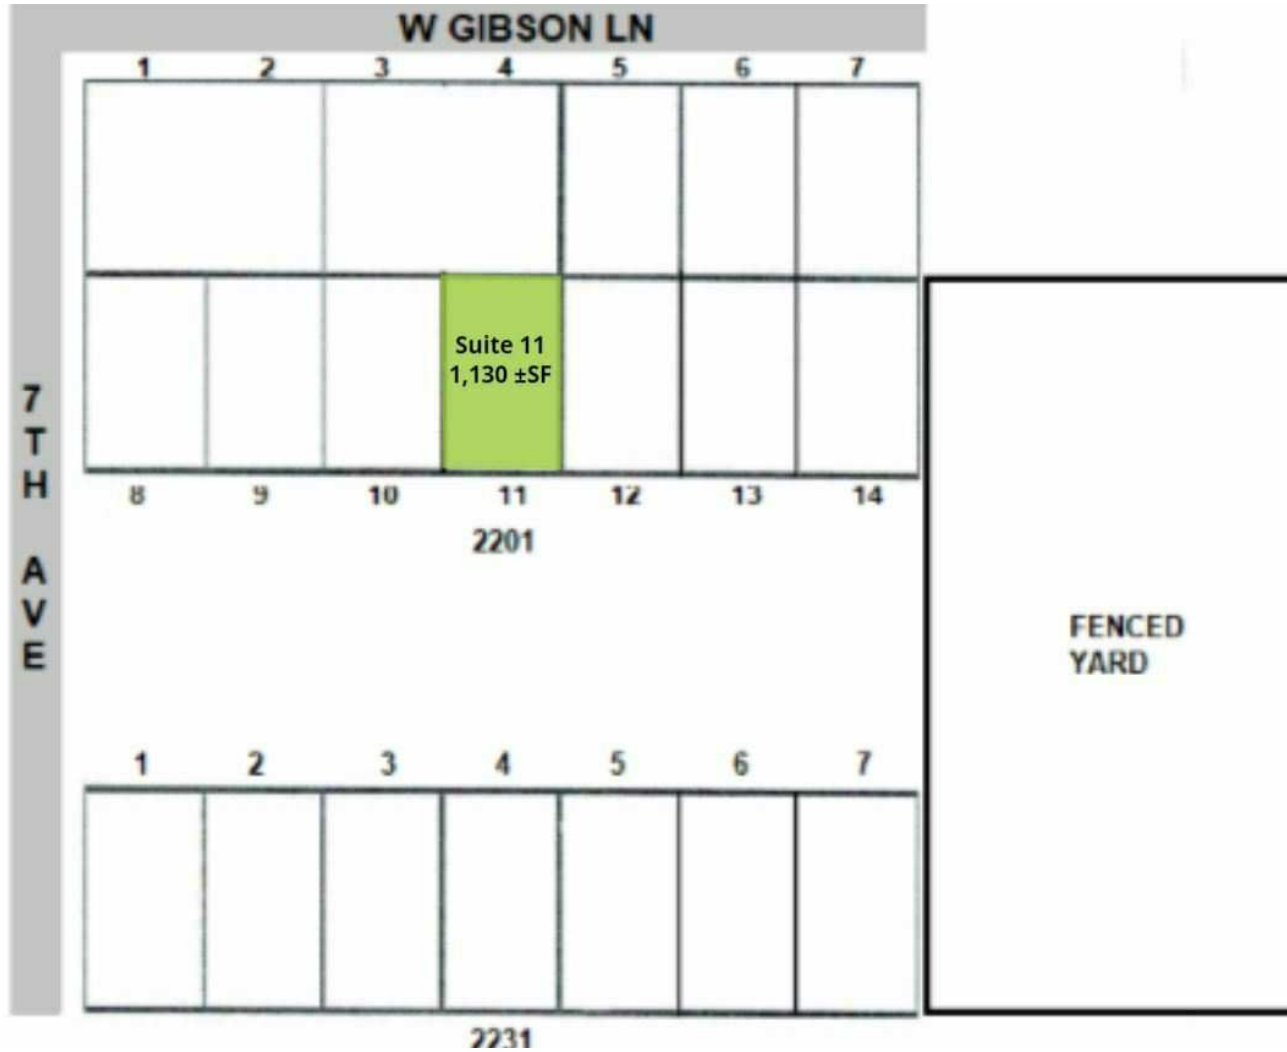 W GIBSON LN
1 2 3 4 5 6 7
Suite 11
1,130 ±SF
8 9 10 11 12 13 14
2201
7TH AVE
FENCED
YARD
1 2 3 4 5 6 7
2231